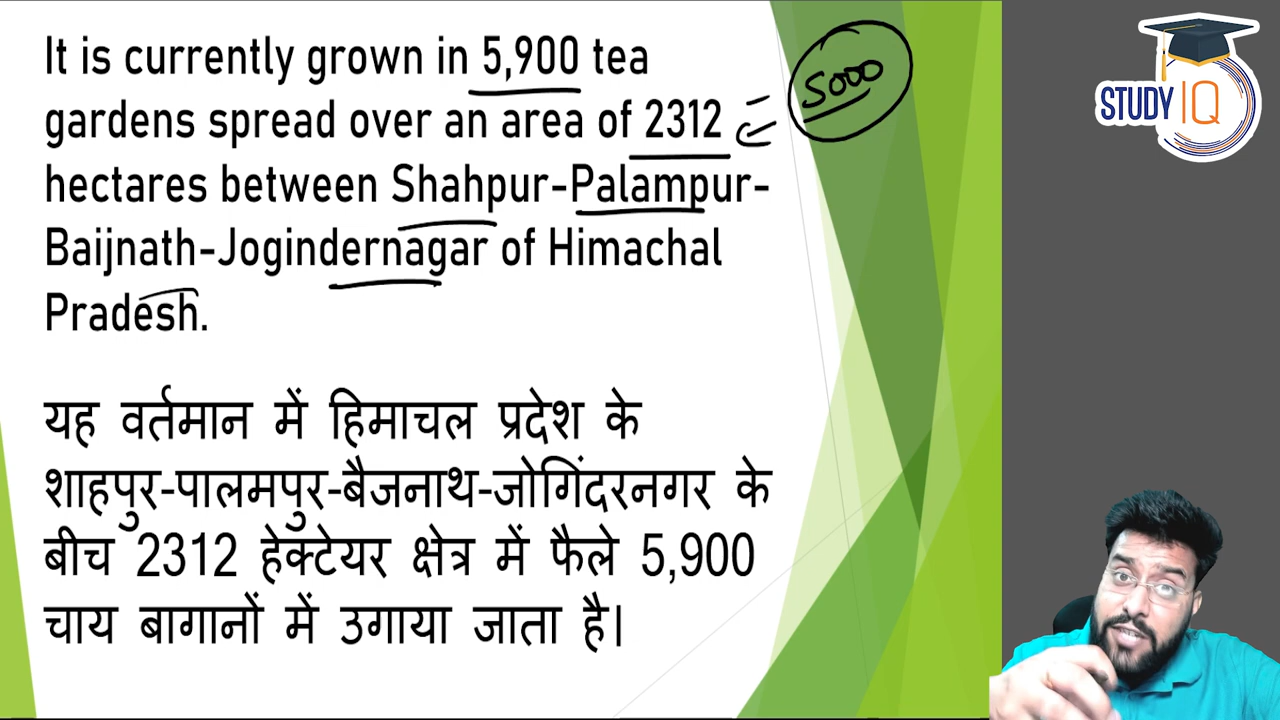 It is currently grown in 5,900 tea
gardens spread over an area of 2312
hectares between Shahpur-Palampur-
Baijnath-Jogindernagar of Himachal
Pradesh.
5000
यह वर्तमान में हिमाचल प्रदेश के
शाहपुर-पालमपुर-बैजनाथ-जोगिंदरनगर के
बीच 2312 हेक्टेयर क्षेत्र में फैले 5,900
चाय बागानों में उगाया जाता है।
STUDY IQ